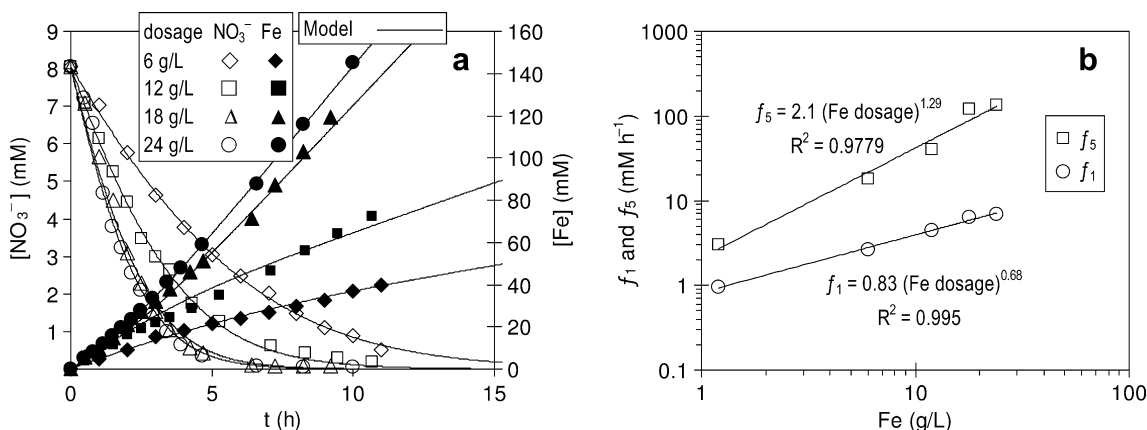 dosage NO₃⁻ Fe
6 g/L
12 g/L
18 g/L
24 g/L
Model
a
9
8
7
6
5
4
3
2
1
[NO₃⁻] (mM)
160
140
120
100
80
60
40
20
0
[Fe] (mM)
0 5 10 15
t (h)
b
1000
100
10
1
0.1
f₁ and f₅ (mM h⁻¹)
f₅ = 2.1 (Fe dosage)^1.29
R² = 0.9779
f₅
f₁
f₁ = 0.83 (Fe dosage)^0.68
R² = 0.995
1 10 100
Fe (g/L)